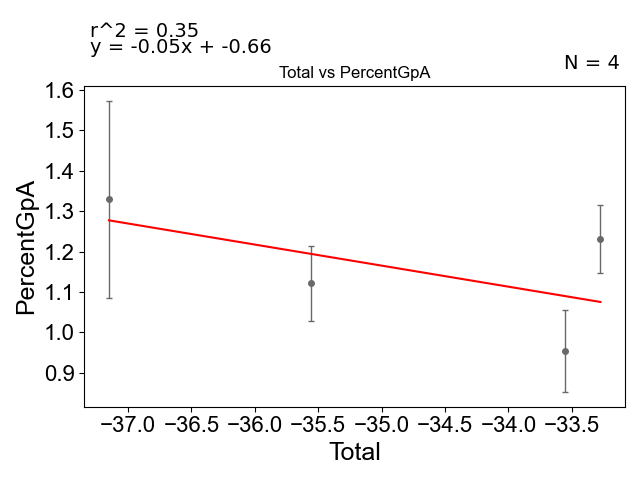 r^2 = 0.35
y = -0.05x + -0.66
N = 4
Total vs PercentGpA
1.6
1.5
1.4
1.3
1.2
1.1
1.0
0.9
PercentGpA
−37.0 −36.5 −36.0 −35.5 −35.0 −34.5 −34.0 −33.5
Total